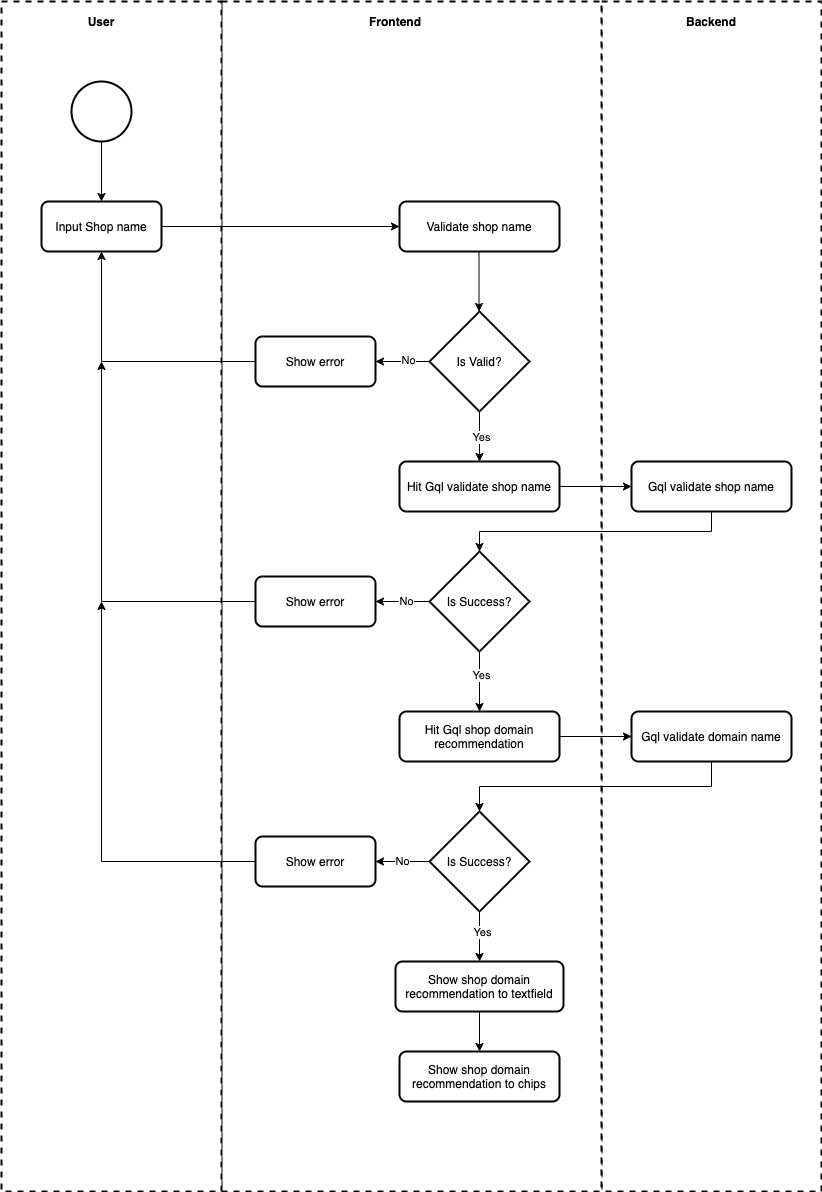 User
Frontend
Backend
Input Shop name
Validate shop name
Is Valid?
No
Show error
Yes
Hit Gql validate shop name
Gql validate shop name
Is Success?
No
Show error
Yes
Hit Gql shop domain
recommendation
Gql validate domain name
Is Success?
No
Show error
Yes
Show shop domain
recommendation to textfield
Show shop domain
recommendation to chips